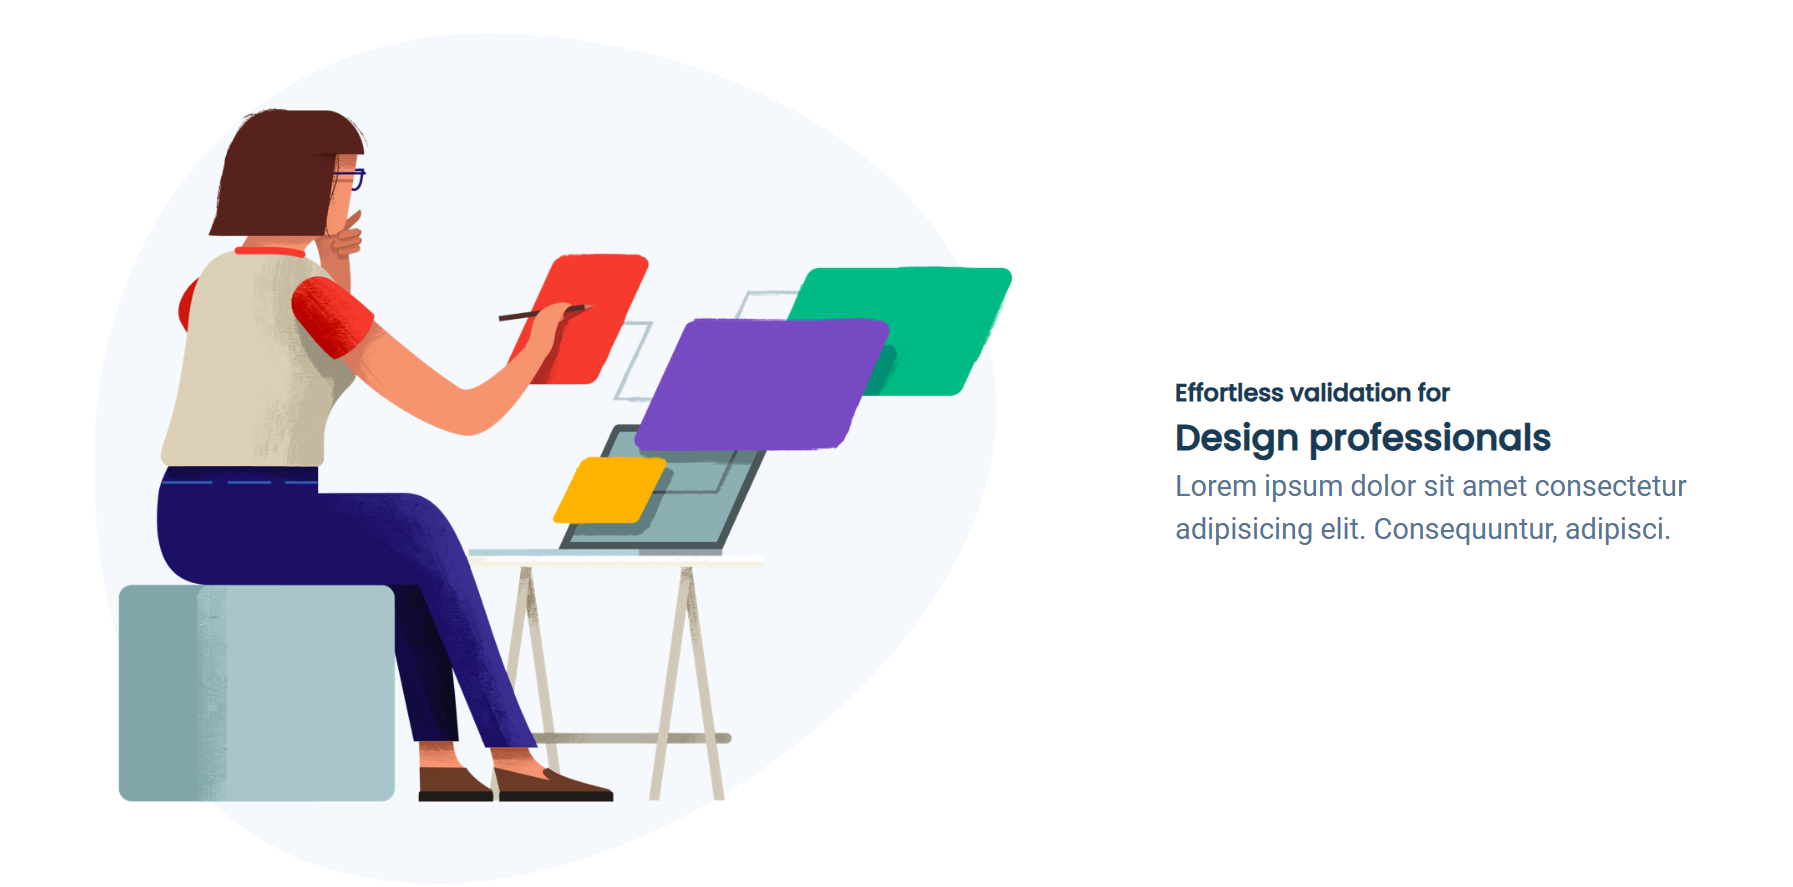 Effortless validation for
Design professionals
Lorem ipsum dolor sit amet consectetur
adipisicing elit. Consequuntur, adipisci.